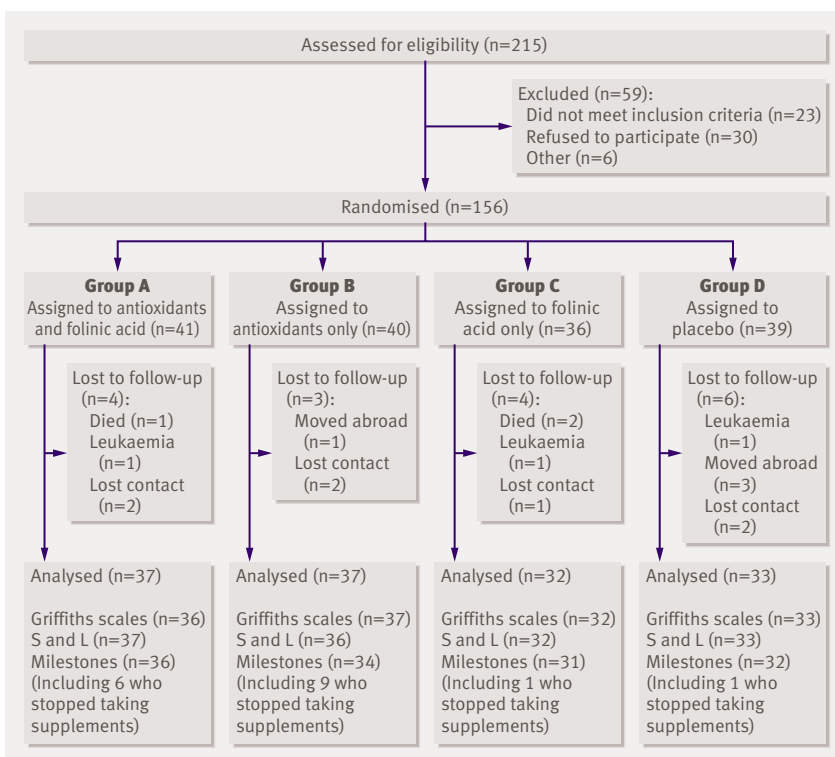 Assessed for eligibility (n=215)
Excluded (n=59):
Did not meet inclusion criteria (n=23)
Refused to participate (n=30)
Other (n=6)
Randomised (n=156)
Group A
Assigned to antioxidants
and folinic acid (n=41)
Group B
Assigned to
antioxidants only (n=40)
Group C
Assigned to folinic
acid only (n=36)
Group D
Assigned to
placebo (n=39)
Lost to follow-up
(n=4):
Died (n=1)
Leukaemia
(n=1)
Lost contact
(n=2)
Lost to follow-up
(n=3):
Moved abroad
(n=1)
Lost contact
(n=2)
Lost to follow-up
(n=4):
Died (n=2)
Leukaemia
(n=1)
Lost contact
(n=1)
Lost to follow-up
(n=6):
Leukaemia
(n=1)
Moved abroad
(n=3)
Lost contact
(n=2)
Analysed (n=37)
Griffiths scales (n=36)
S and L (n=37)
Milestones (n=36)
(Including 6 who
stopped taking
supplements)
Analysed (n=37)
Griffiths scales (n=37)
S and L (n=36)
Milestones (n=34)
(Including 9 who
stopped taking
supplements)
Analysed (n=32)
Griffiths scales (n=32)
S and L (n=32)
Milestones (n=31)
(Including 1 who
stopped taking
supplements)
Analysed (n=33)
Griffiths scales (n=33)
S and L (n=33)
Milestones (n=32)
(Including 1 who
stopped taking
supplements)